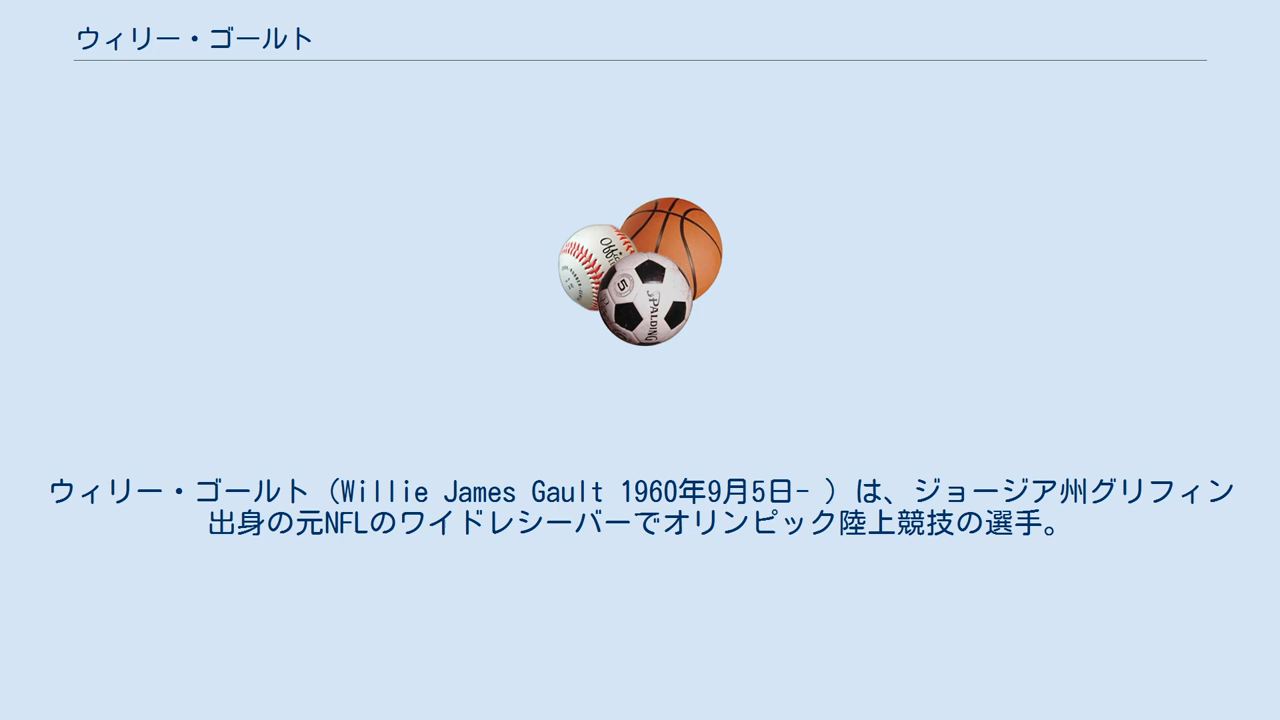 ウィリー・ゴールト
Offici
5
SPALDING
ウィリー・ゴールト（Willie James Gault 1960年9月5日- ）は、ジョージア州グリフィン
出身の元NFLのワイドレシーバーでオリンピック陸上競技の選手。